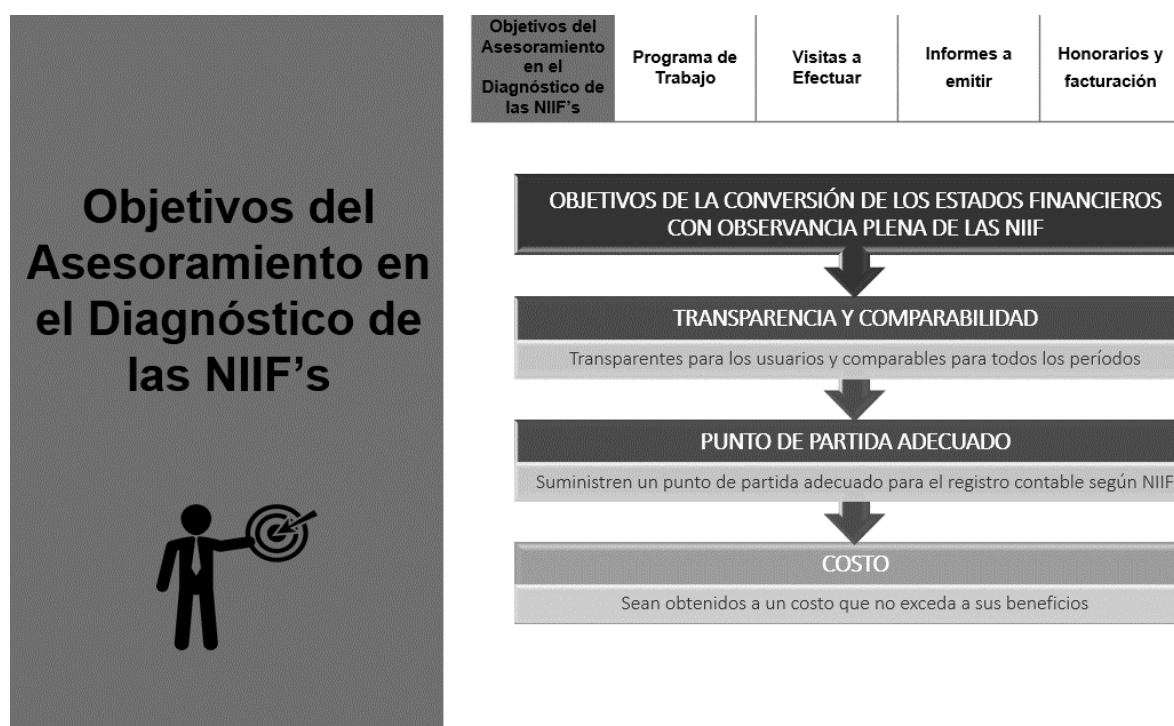 Objetivos del
Asesoramiento en
el Diagnóstico de
las NIIF’s
Objetivos del
Asesoramiento
en el
Diagnóstico de
las NIIF’s
Programa de
Trabajo
Visitas a
Efectuar
Informes a
emitir
Honorarios y
facturación
OBJETIVOS DE LA CONVERSIÓN DE LOS ESTADOS FINANCIEROS
CON OBSERVANCIA PLENA DE LAS NIIF
TRANSPARENCIA Y COMPARABILIDAD
Transparentes para los usuarios y comparables para todos los períodos
PUNTO DE PARTIDA ADECUADO
Suministren un punto de partida adecuado para el registro contable según NIIF
COSTO
Sean obtenidos a un costo que no exceda a sus beneficios